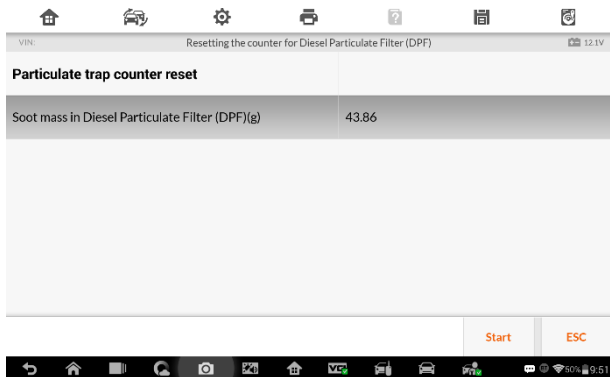 VIN:
Resetting the counter for Diesel Particulate Filter (DPF)
12.1V
Particulate trap counter reset
Soot mass in Diesel Particulate Filter (DPF)(g)
43.86
Start
ESC
50%
9:51